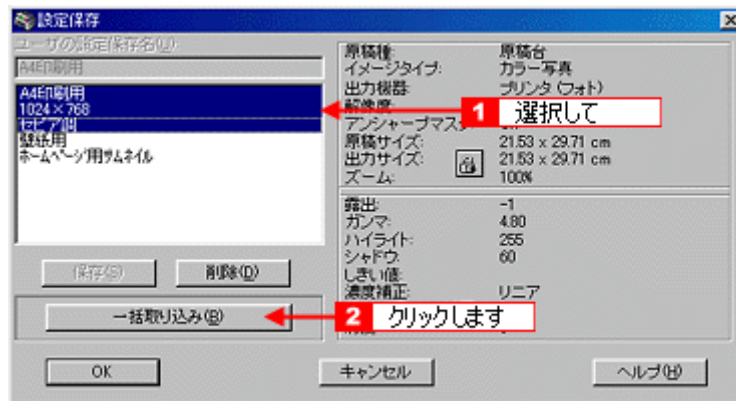 設定保存
ユーザの設定保存名(U):
A4印刷用
A4印刷用
1024×768
セピア調
壁紙用
ホームページ用サムネイル
保存(S)
削除(D)
一括取り込み(B)
原稿種: 原稿台
イメージタイプ: カラー写真
出力機器: プリンタ(フォト)
解像度:
1 選択して
アンシャープマスク
原稿サイズ: 21.53 x 29.71 cm
出力サイズ: 21.53 x 29.71 cm
ズーム: 100%
露出: -1
ガンマ: 4.80
ハイライト: 255
シャドウ: 60
しきい値:
濃度補正: リニア
2 クリックします
OK
キャンセル
ヘルプ(H)